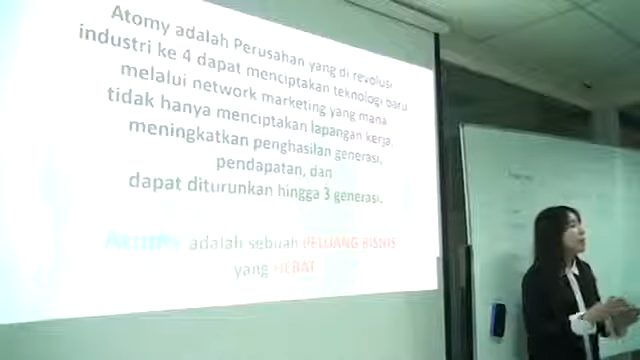 Atomy adalah Perusahan yang di revolusi
industri ke 4 dapat menciptakan teknologi baru
melalui network marketing yang mana
tidak hanya menciptakan lapangan kerja,
meningkatkan penghasilan generasi,
pendapatan, dan
dapat diturunkan hingga 3 generasi.
Atomy adalah sebuah PELUANG BISNIS
yang HEBAT